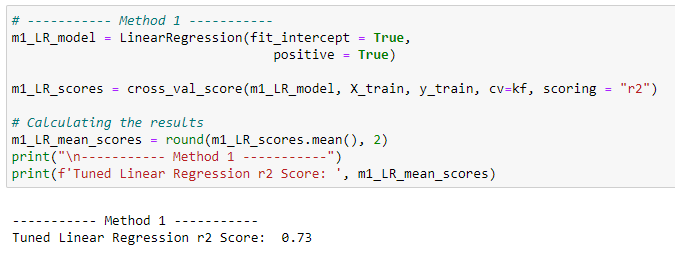 # ----------- Method 1 -----------
m1_LR_model = LinearRegression(fit_intercept = True,
                               positive = True)
m1_LR_scores = cross_val_score(m1_LR_model, X_train, y_train, cv=kf, scoring = "r2")
# Calculating the results
m1_LR_mean_scores = round(m1_LR_scores.mean(), 2)
print("\n----------- Method 1 -----------")
print(f'Tuned Linear Regression r2 Score: ', m1_LR_mean_scores)
----------- Method 1 -----------
Tuned Linear Regression r2 Score:  0.73